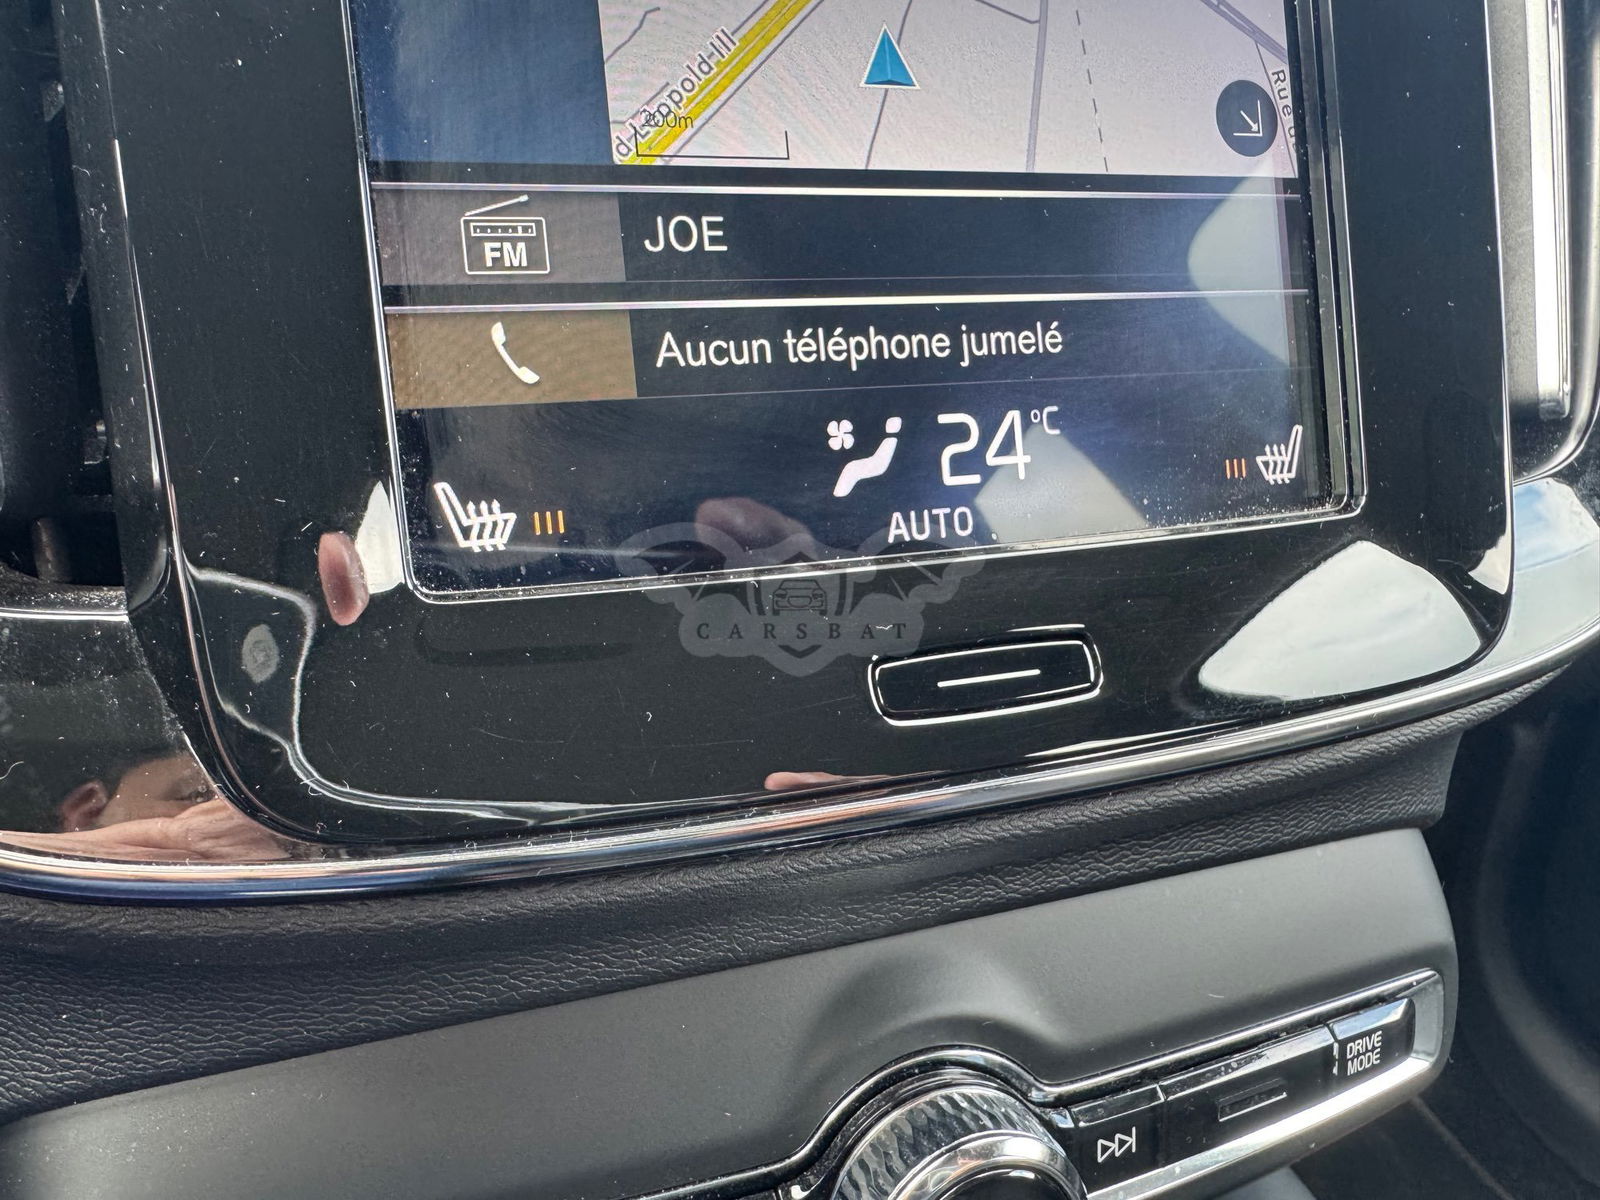 d-Léopold-III
200m
Rue d
FM
JOE
Aucun téléphone jumelé
24°C
AUTO
CARSBAT
DRIVE
MODE